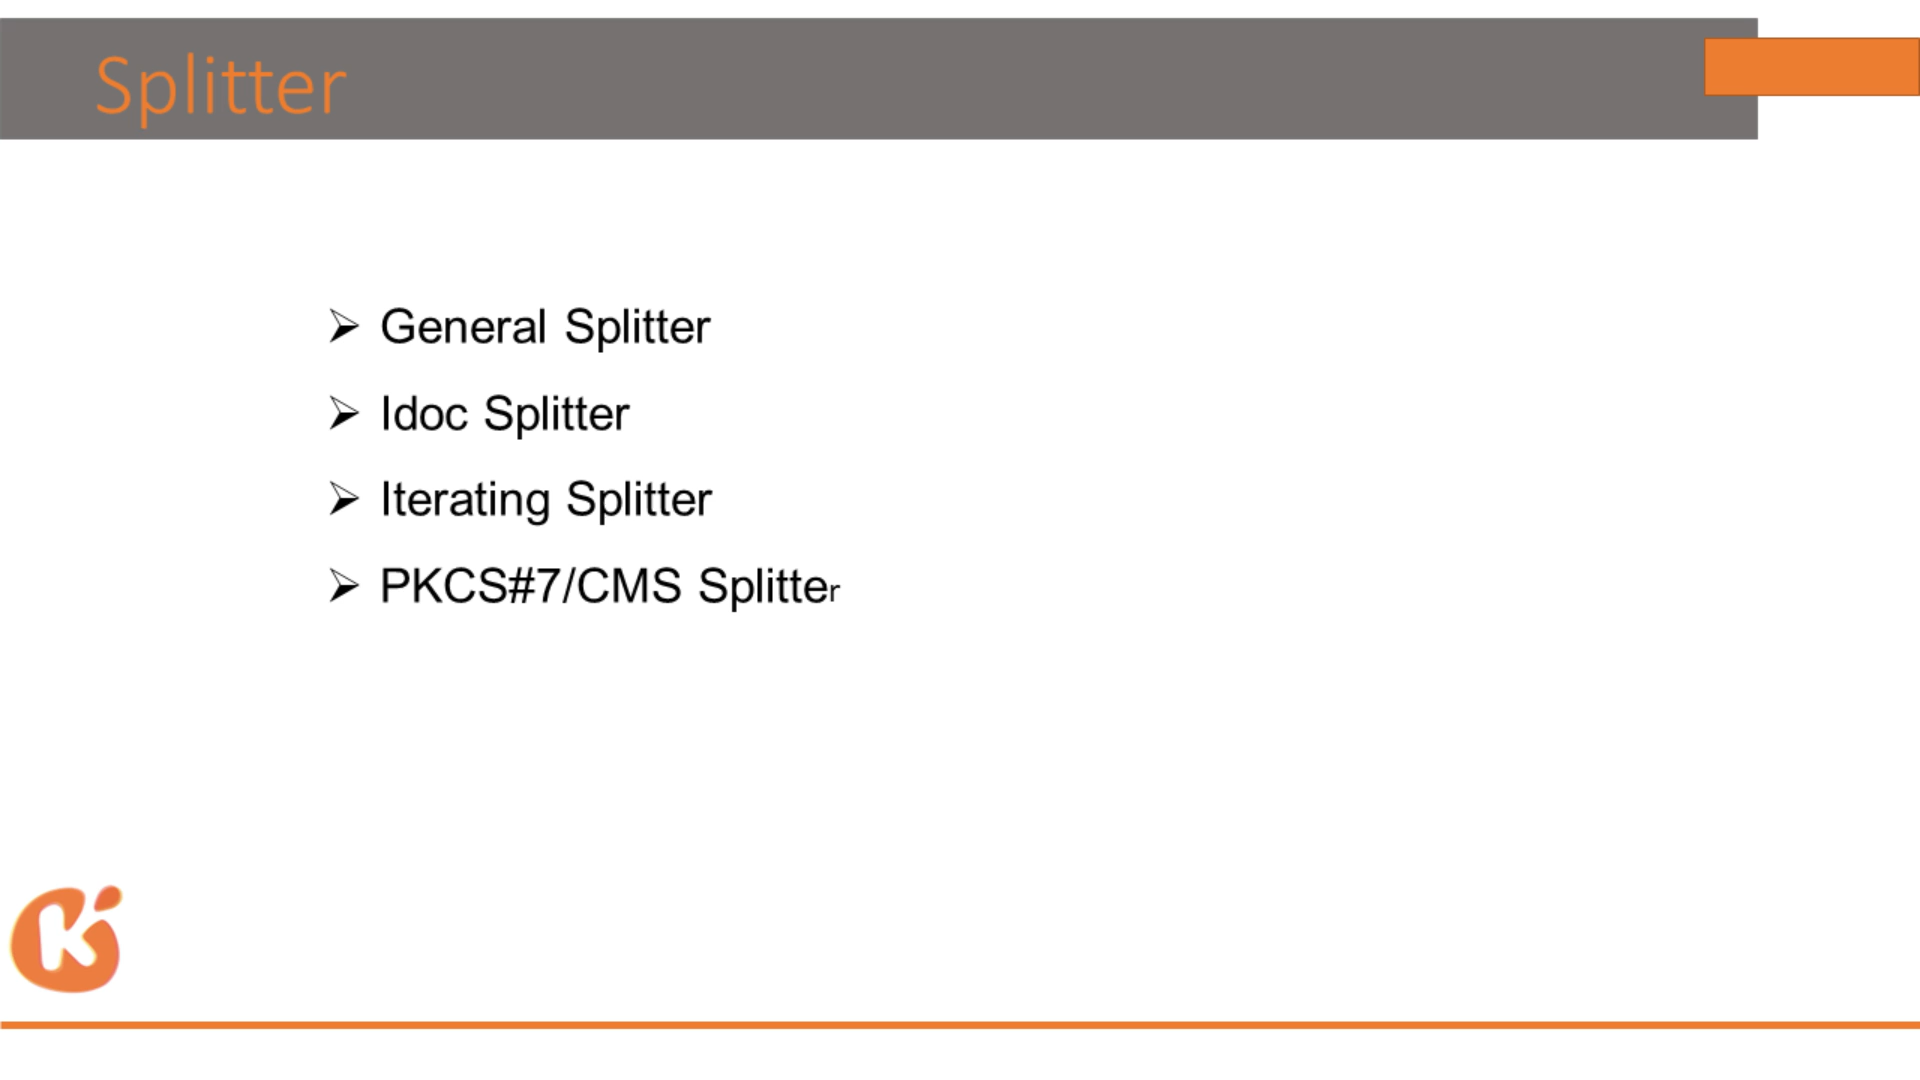 Splitter
General Splitter
Idoc Splitter
Iterating Splitter
PKCS#7/CMS Splitter
K